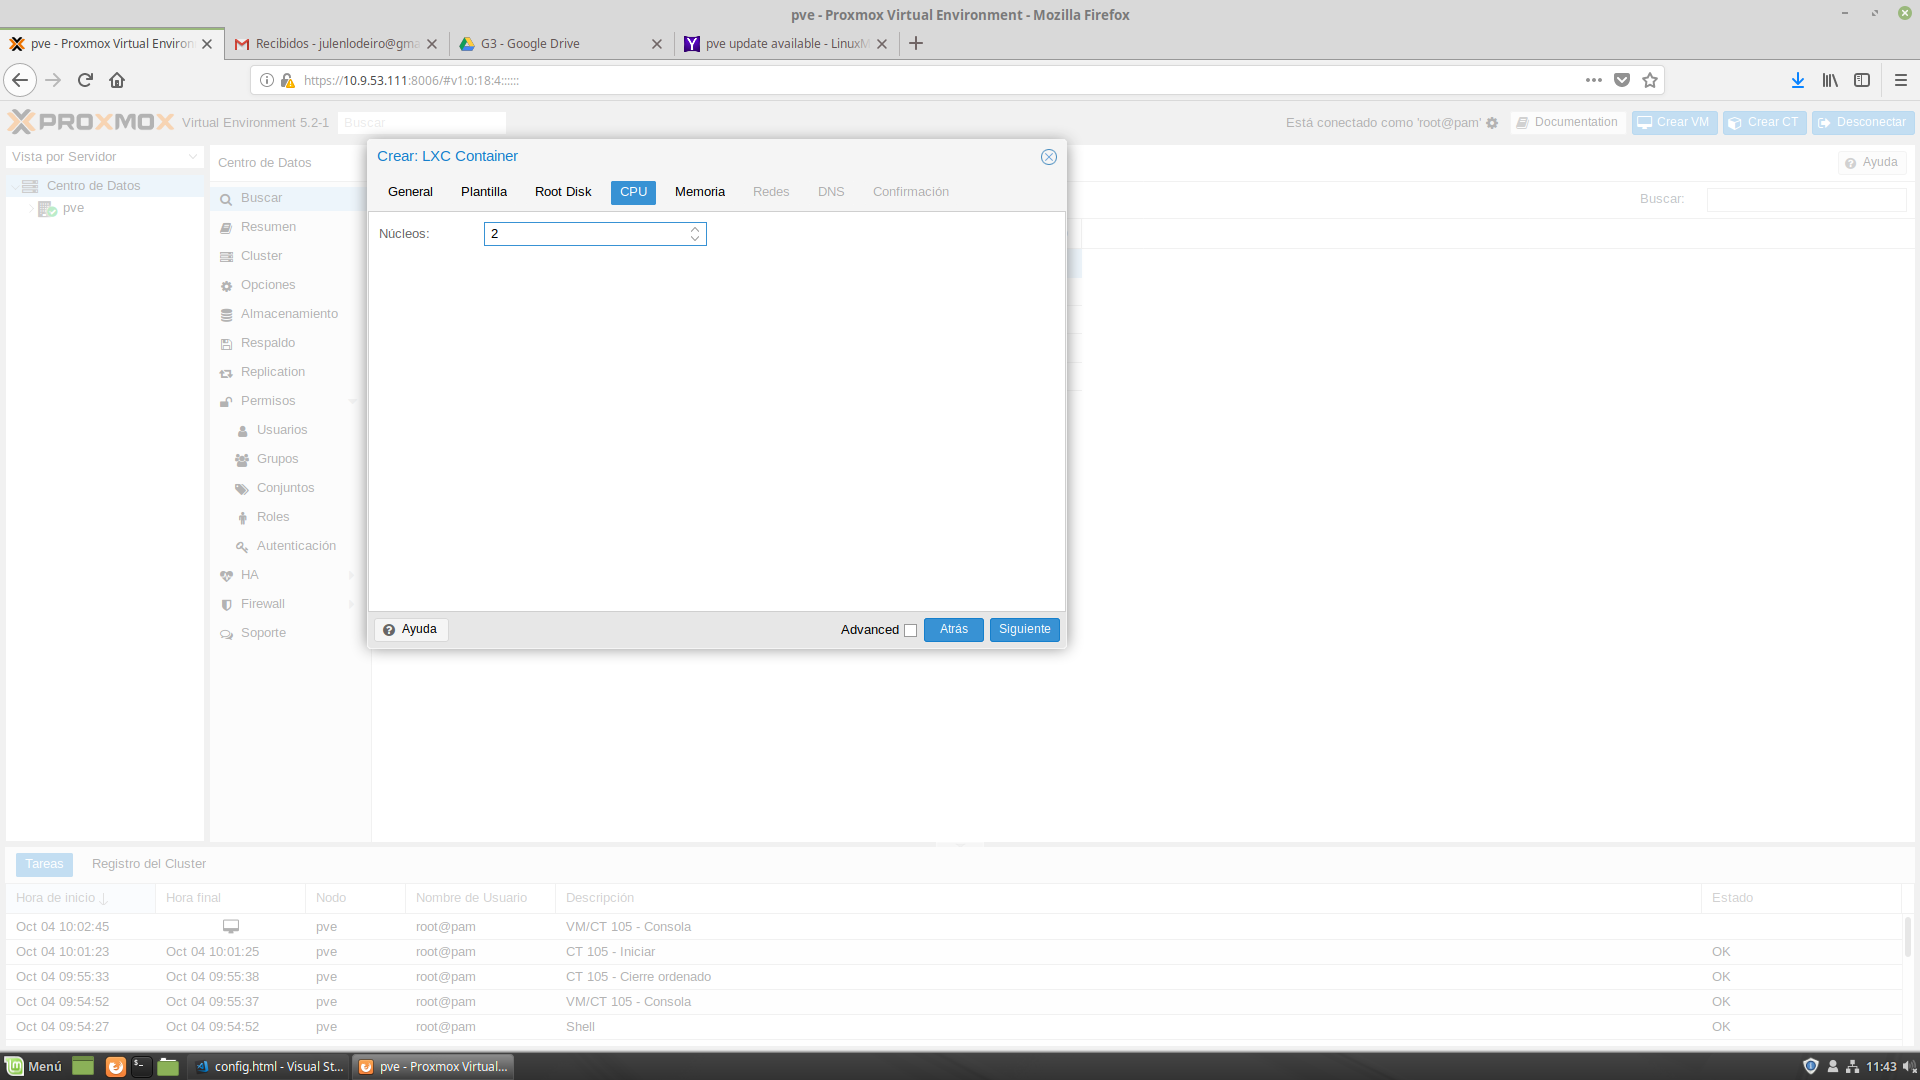 pve - Proxmox Virtual Environment - Mozilla Firefox
pve - Proxmox Virtual Environ
Recibidos - julenlodeiro@gma
G3 - Google Drive
pve update available - LinuxM
https://10.9.53.111:8006/#v1:0:18:4::::::
PROXMOX
Virtual Environment 5.2-1
Buscar
Está conectado como 'root@pam'
Documentation
Crear VM
Crear CT
Desconectar
Vista por Servidor
Centro de Datos
pve
Centro de Datos
Ayuda
Buscar:
Buscar
Resumen
Cluster
Opciones
Almacenamiento
Respaldo
Replication
Permisos
Usuarios
Grupos
Conjuntos
Roles
Autenticación
HA
Firewall
Soporte
Crear: LXC Container
General
Plantilla
Root Disk
CPU
Memoria
Redes
DNS
Confirmación
Núcleos:
2
Ayuda
Advanced
Atrás
Siguiente
Tareas
Registro del Cluster
Hora de inicio
Hora final
Nodo
Nombre de Usuario
Descripción
Estado
Oct 04 10:02:45 pve root@pam VM/CT 105 - Consola
Oct 04 10:01:23 Oct 04 10:01:25 pve root@pam CT 105 - Iniciar OK
Oct 04 09:55:33 Oct 04 09:55:38 pve root@pam CT 105 - Cierre ordenado OK
Oct 04 09:54:52 Oct 04 09:55:37 pve root@pam VM/CT 105 - Consola OK
Oct 04 09:54:27 Oct 04 09:54:52 pve root@pam Shell OK
Menú
config.html - Visual St...
pve - Proxmox Virtual...
11:43